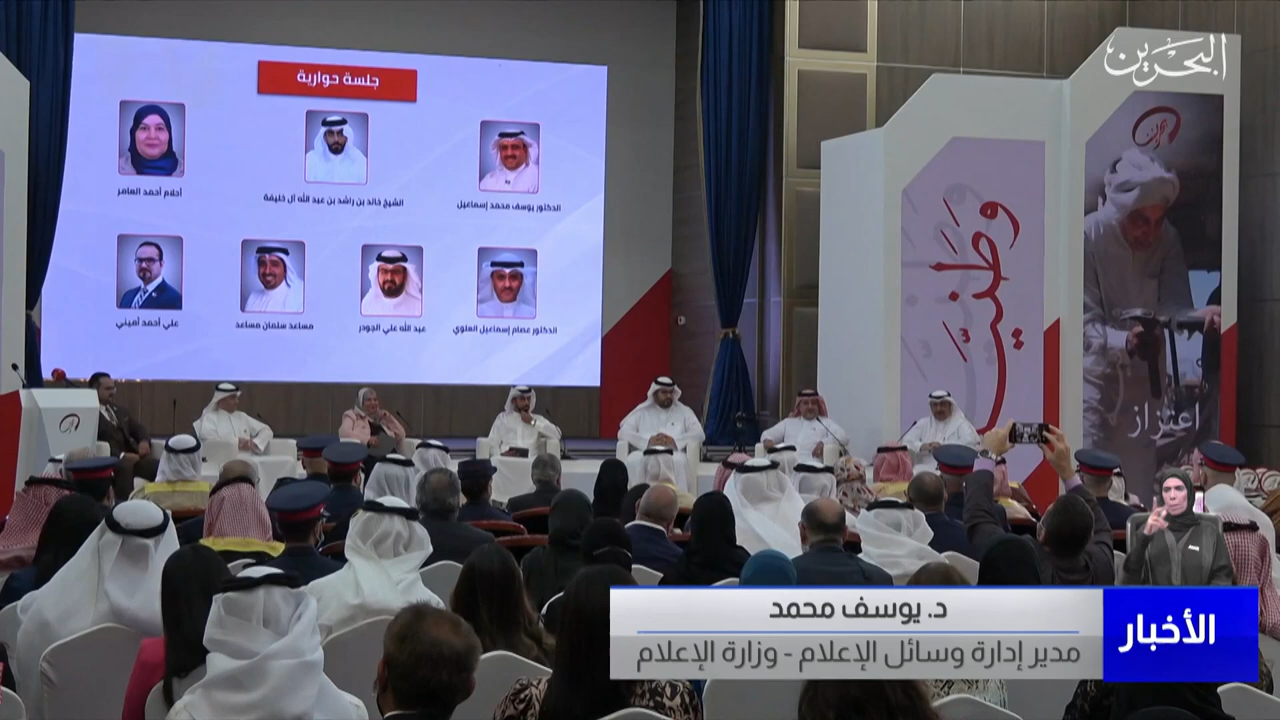 البحرين
جلسة حوارية
الدكتور يوسف محمد إسماعيل
الشيخ خالد بن راشد بن عبد الله آل خليفة
أحلام أحمد العامر
الدكتور عصام إسماعيل العلوي
عبد الله علي الجودر
مساعد سلمان مساعد
علي أحمد أميني
وطني
اعتزاز
الأخبار
د. يوسف محمد
مدير إدارة وسائل الإعلام - وزارة الإعلام